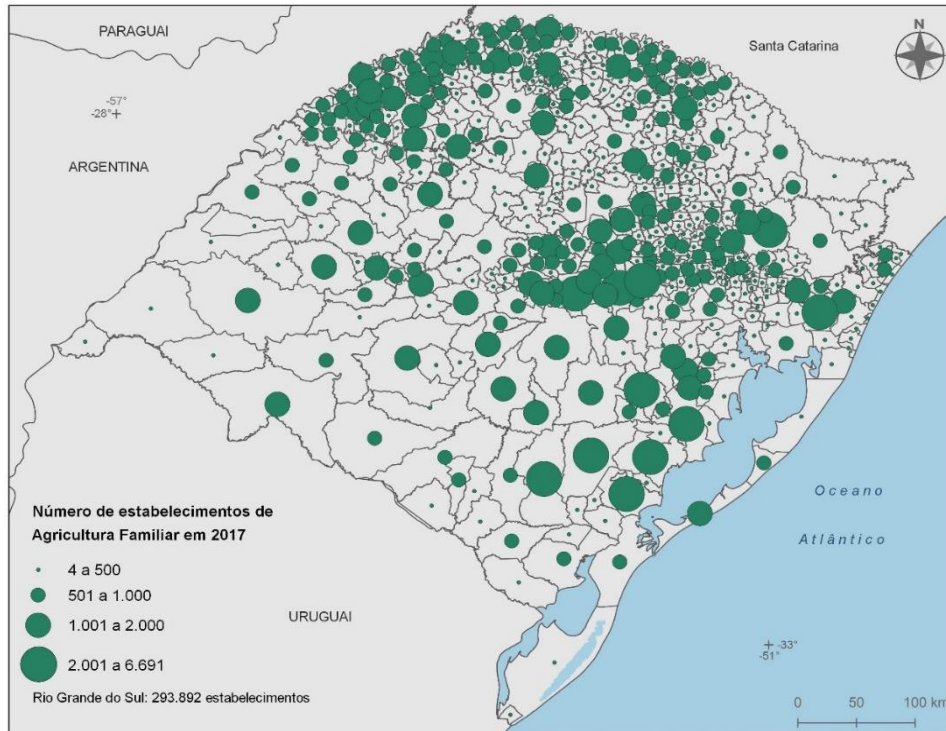 PARAGUAI
Santa Catarina
N
-57°
-28°
ARGENTINA
Oceano
Atlântico
Número de estabelecimentos de
Agricultura Familiar em 2017
4 a 500
501 a 1.000
1.001 a 2.000
2.001 a 6.691
Rio Grande do Sul: 293.892 estabelecimentos
URUGUAI
-33°
-51°
0 50 100 km